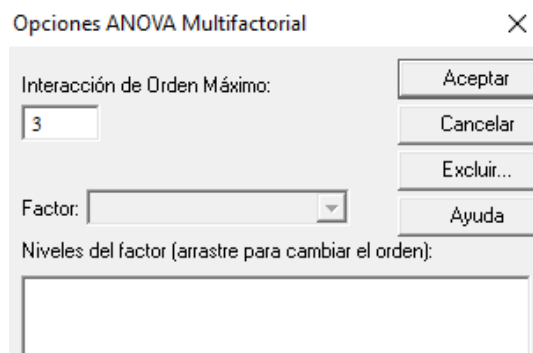 Opciones ANOVA Multifactorial
Interacción de Orden Máximo:
3
Aceptar
Cancelar
Excluir...
Factor:
Ayuda
Niveles del factor (arrastre para cambiar el orden):